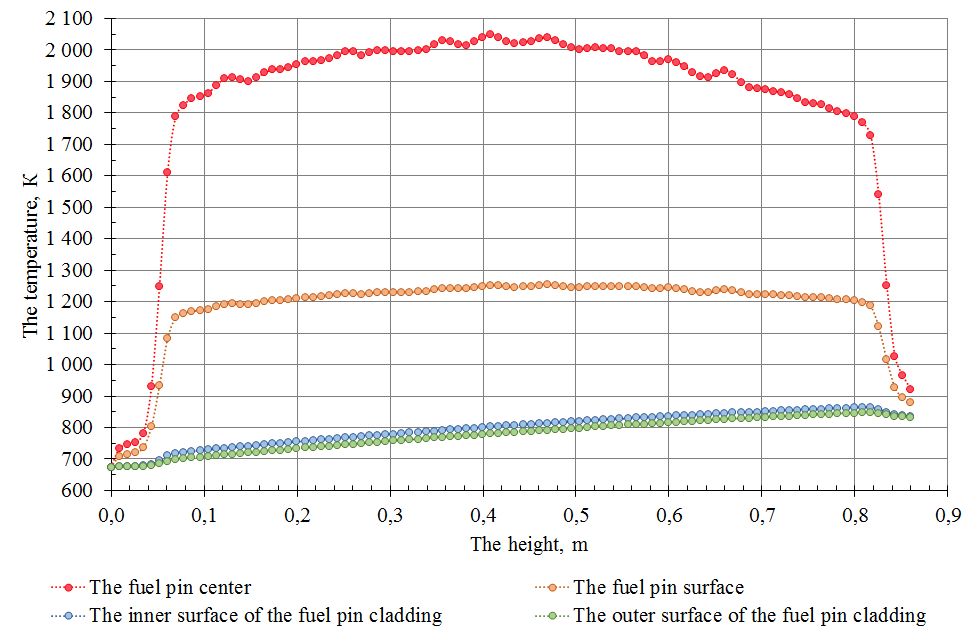 2 100
2 000
1 900
1 800
1 700
1 600
1 500
1 400
1 300
1 200
1 100
1 000
900
800
700
600
The temperature, K
0,0 0,1 0,2 0,3 0,4 0,5 0,6 0,7 0,8 0,9
The height, m
The fuel pin center
The fuel pin surface
The inner surface of the fuel pin cladding
The outer surface of the fuel pin cladding